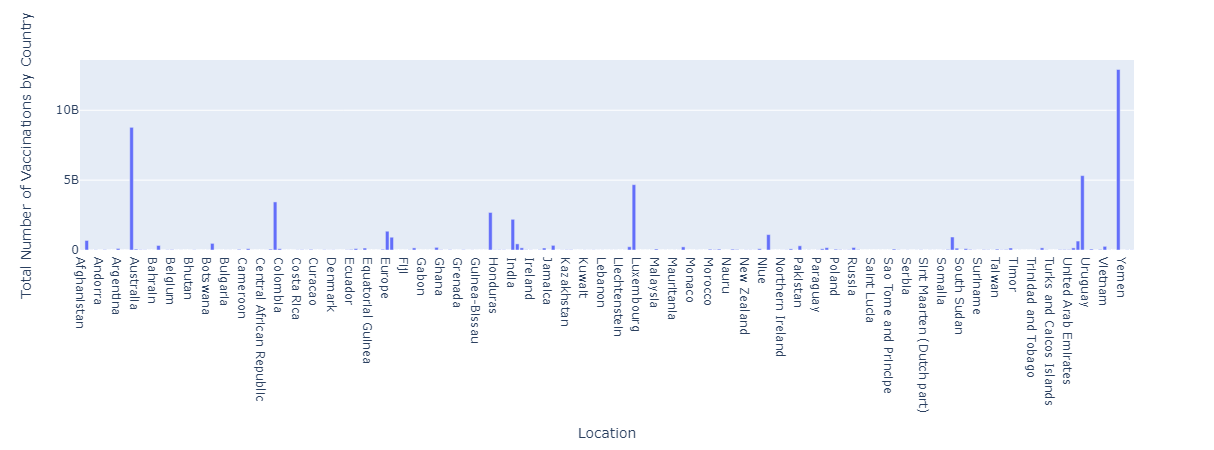 Total Number of Vaccinations by Country
10B
5B
0
Afghanistan
Andorra
Argentina
Australia
Bahrain
Belgium
Bhutan
Botswana
Bulgaria
Cameroon
Central African Republic
Colombia
Costa Rica
Curacao
Denmark
Ecuador
Equatorial Guinea
Europe
Fiji
Gabon
Ghana
Grenada
Guinea-Bissau
Honduras
India
Ireland
Jamaica
Kazakhstan
Kuwait
Lebanon
Liechtenstein
Luxembourg
Malaysia
Mauritania
Monaco
Morocco
Nauru
New Zealand
Niue
Northern Ireland
Pakistan
Paraguay
Poland
Russia
Saint Lucia
Sao Tome and Principe
Serbia
Sint Maarten (Dutch part)
Somalia
South Sudan
Suriname
Taiwan
Timor
Trinidad and Tobago
Turks and Caicos Islands
United Arab Emirates
Uruguay
Vietnam
Yemen
Location